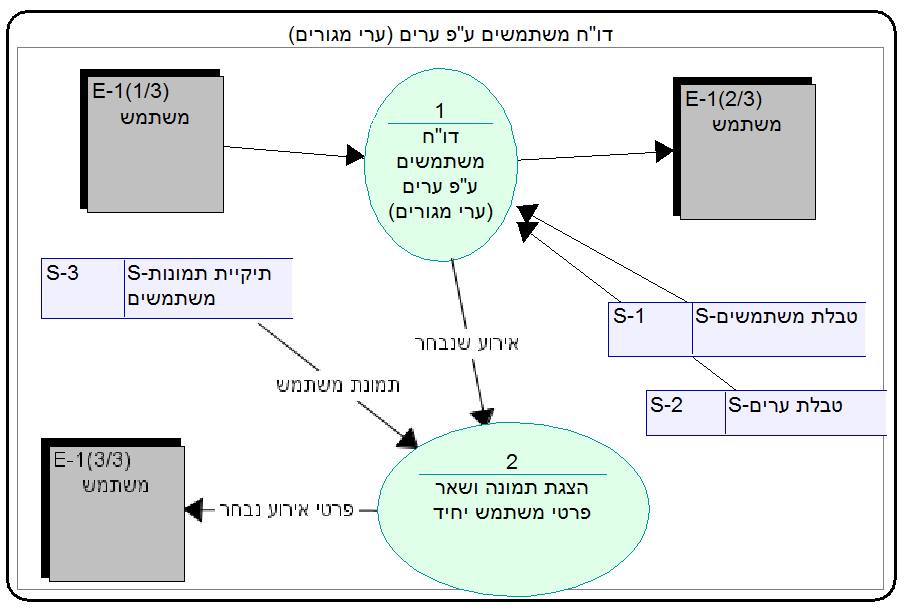 דו"ח משתמשים ע"פ ערים (ערי מגורים)
E-1(1/3)
משתמש
1
דו"ח
משתמשים
ע"פ ערים
(ערי מגורים)
E-1(2/3)
משתמש
S-3
S-תיקיית תמונות
משתמשים
S-1
S-טבלת משתמשים
אירוע שנבחר
תמונת משתמש
S-2
S-טבלת ערים
E-1(3/3)
משתמש
פרטי אירוע נבחר
2
הצגת תמונה ושאר
פרטי משתמש יחיד